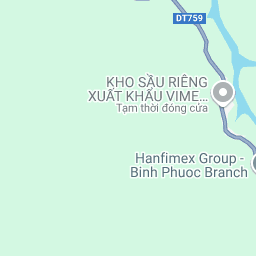 DT759
KHO SẦU RIÊNG
XUẤT KHẨU VIME...
Tạm thời đóng cửa
Hanfimex Group -
Binh Phuoc Branch